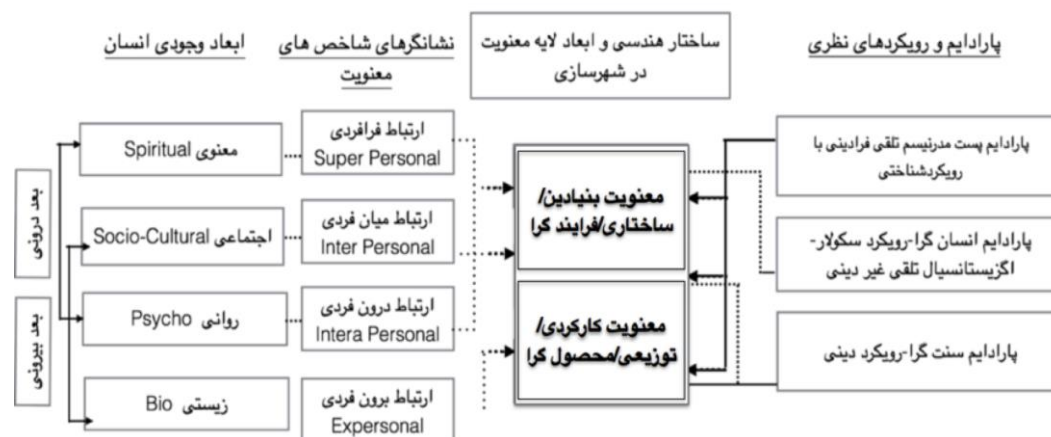 پارادایم و رویکردهای نظری
ساختار هندسی و ابعاد لایه معنویت
در شهرسازی
نشانگرهای شاخص های
معنویت
ابعاد وجودی انسان
پارادایم پست مدرنیسم تلقی فرادینی با
رویکردشناختی
پارادایم انسان گرا-رویکرد سکولار-
اگزیستانسیال تلقی غیر دینی
پارادایم سنت گرا-رویکرد دینی
معنویت بنیادین/
ساختاری/فرایند گرا
معنویت کارکردی/
توزیعی/محصول گرا
ارتباط فرافردی
Super Personal
ارتباط میان فردی
Inter Personal
ارتباط درون فردی
Intera Personal
ارتباط برون فردی
Expersonal
معنوی Spiritual
اجتماعی Socio-Cultural
روانی Psycho
زیستی Bio
بعد درونی
بعد بیرونی